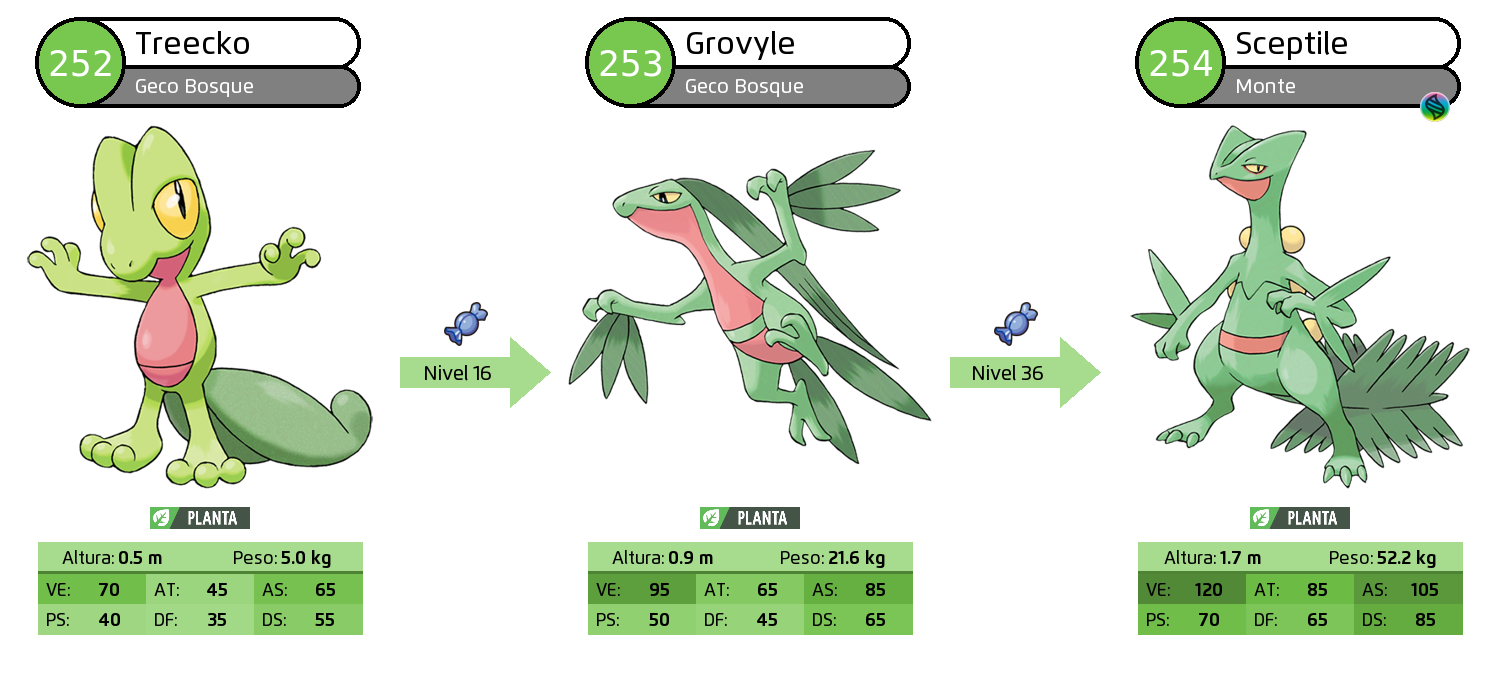 252
Treecko
Geco Bosque
253
Grovyle
Geco Bosque
254
Sceptile
Monte
Nivel 16
Nivel 36
PLANTA
Altura: 0.5 m Peso: 5.0 kg
VE: 70 AT: 45 AS: 65
PS: 40 DF: 35 DS: 55
PLANTA
Altura: 0.9 m Peso: 21.6 kg
VE: 95 AT: 65 AS: 85
PS: 50 DF: 45 DS: 65
PLANTA
Altura: 1.7 m Peso: 52.2 kg
VE: 120 AT: 85 AS: 105
PS: 70 DF: 65 DS: 85